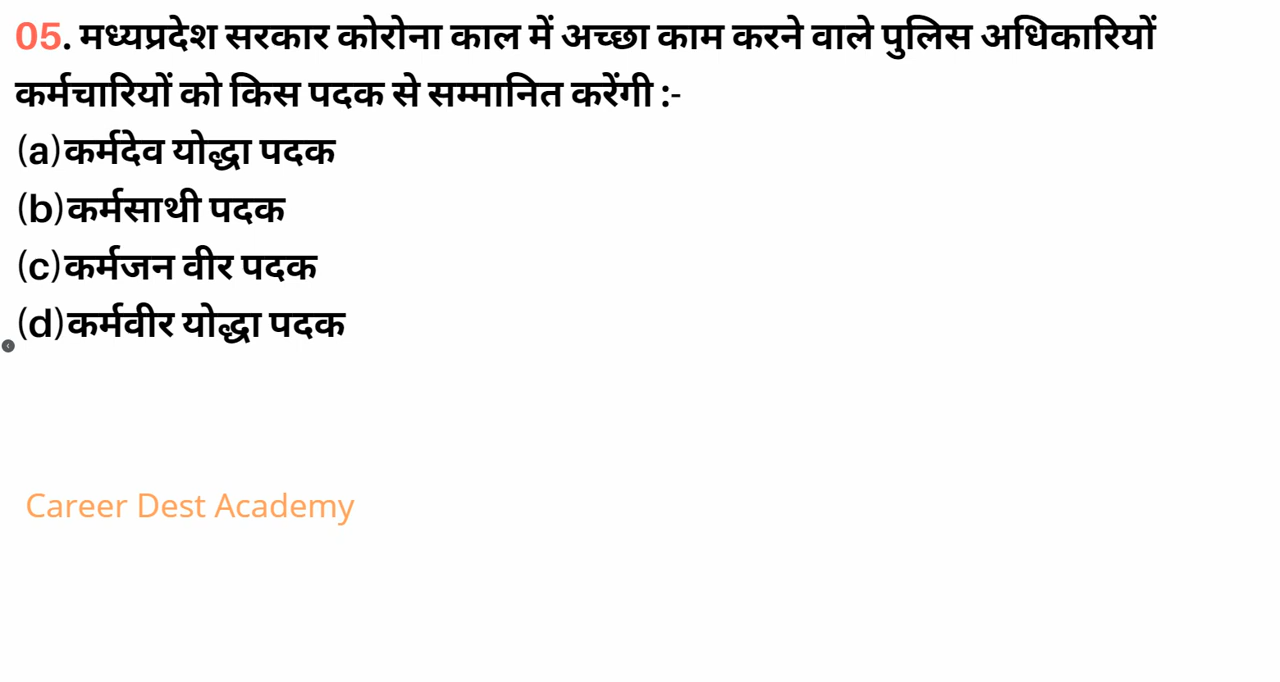 05. मध्यप्रदेश सरकार कोरोना काल में अच्छा काम करने वाले पुलिस अधिकारियों
कर्मचारियों को किस पदक से सम्मानित करेंगी :-
(a)कर्मदेव योद्धा पदक
(b)कर्मसाथी पदक
(c)कर्मजन वीर पदक
(d)कर्मवीर योद्धा पदक
Career Dest Academy